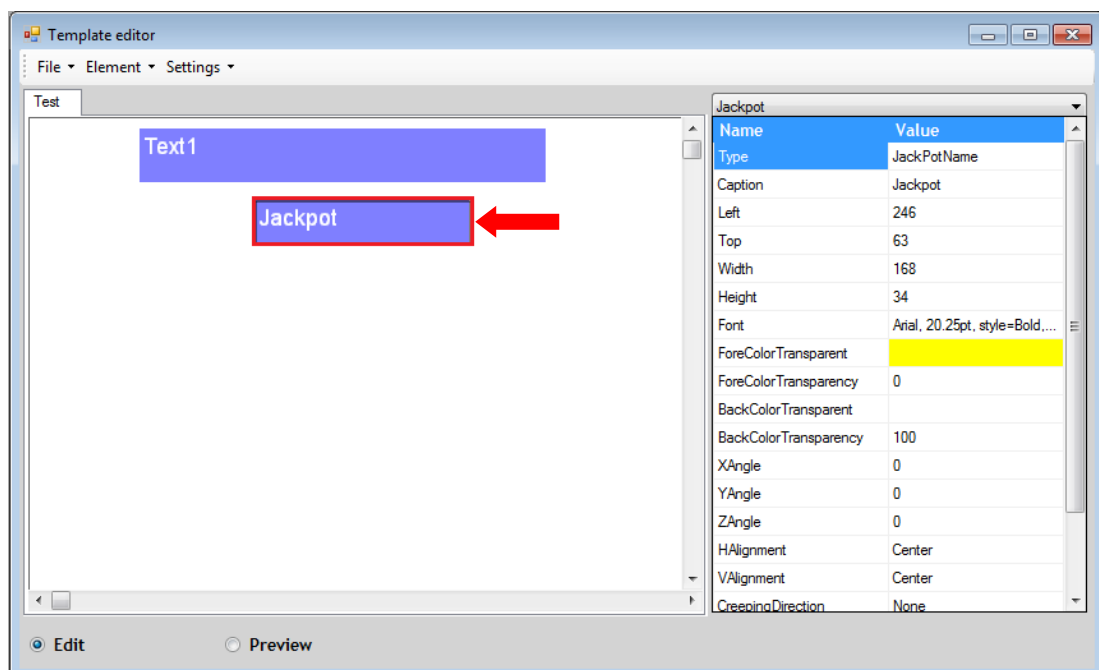 Template editor
File Element Settings
Test
Text1
Jackpot
Jackpot
Name Value
Type JackPotName
Caption Jackpot
Left 246
Top 63
Width 168
Height 34
Font Arial, 20.25pt, style=Bold,...
ForeColorTransparent
ForeColorTransparency 0
BackColorTransparent
BackColorTransparency 100
XAngle 0
YAngle 0
ZAngle 0
HAlignment Center
VAlignment Center
CreepingDirection None
Edit Preview